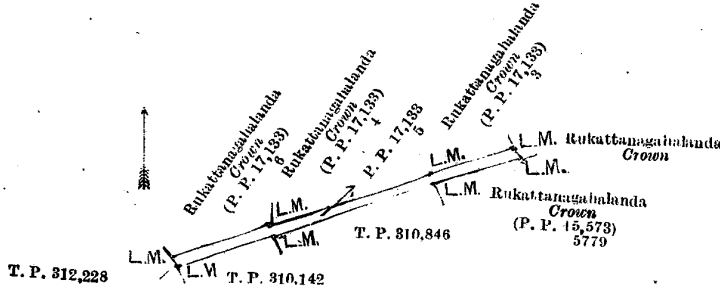 Rukattanagahalanda
Crown
(P. P. 17,133)
6
Rukattanagahalanda
Crown
(P. P. 17,133)
4
P. P. 17,133
5
Rukattanagahalanda
Crown
(P. P. 17,133)
3
L.M.
L.M. Rukattanagahalanda
Crown
L.M.
L.M.
L.M. Rukattanagahalanda
Crown
(P. P. 15,573)
5779
L.M.
T. P. 310,846
L.M.
L.M
T. P. 312,228
T. P. 310,142